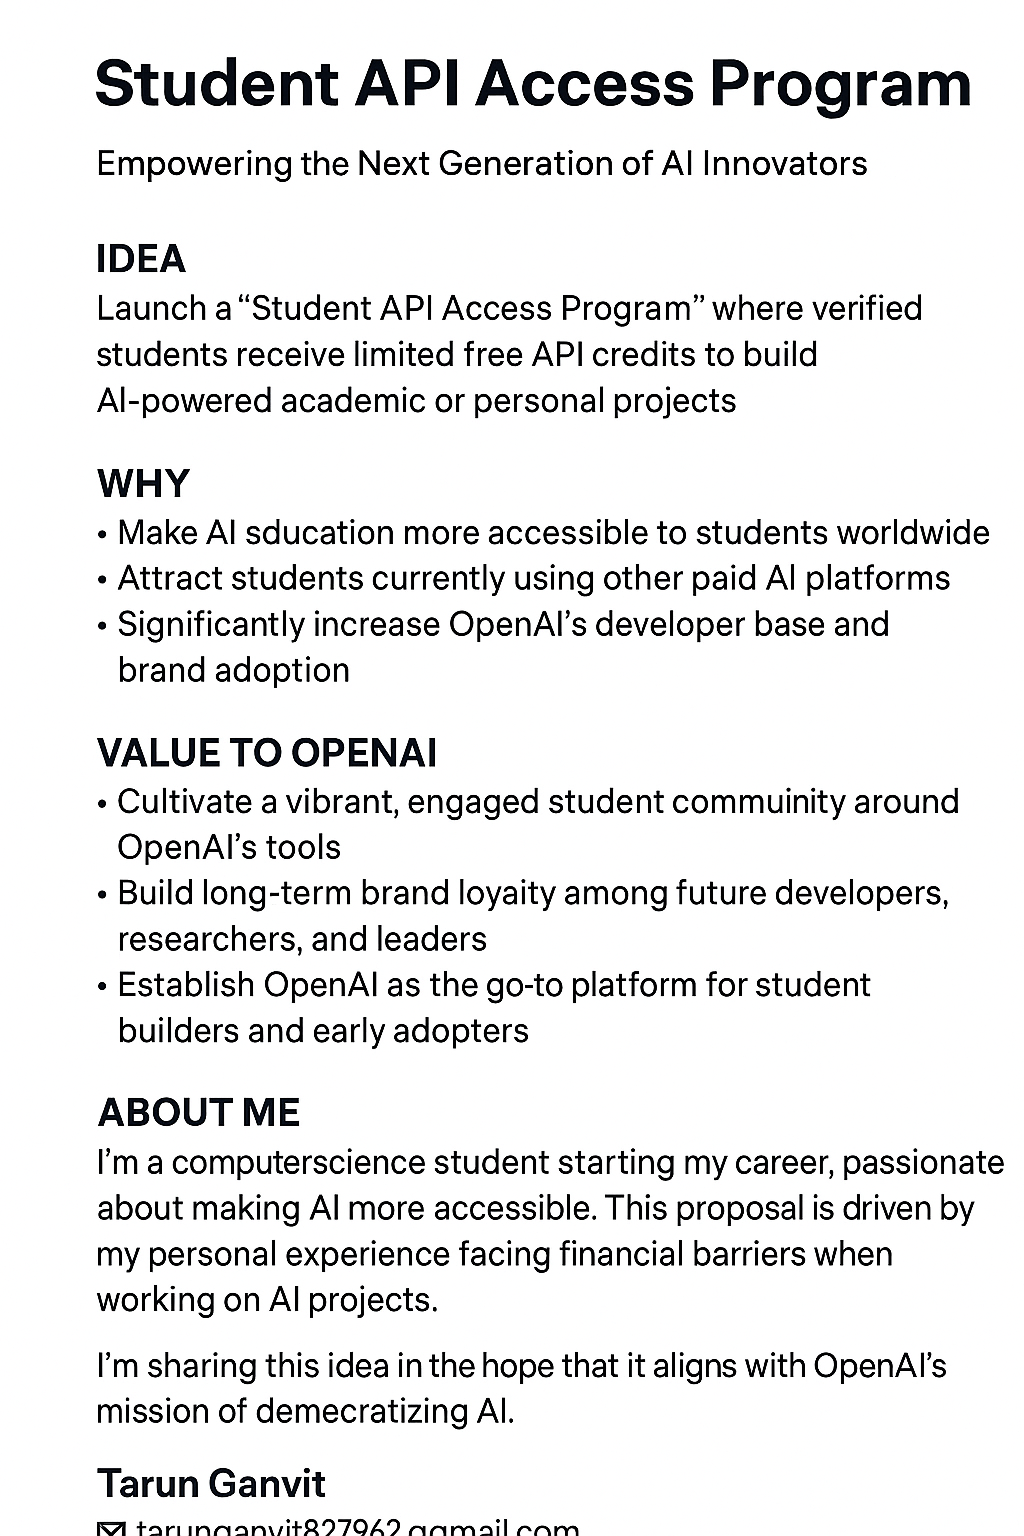 Student API Access Program
Empowering the Next Generation of AI Innovators
IDEA
Launch a “Student API Access Program” where verified
students receive limited free API credits to build
AI-powered academic or personal projects
WHY
• Make AI sducation more accessible to students worldwide
• Attract students currently using other paid AI platforms
• Significantly increase OpenAI’s developer base and
brand adoption
VALUE TO OPENAI
• Cultivate a vibrant, engaged student commuinity around
OpenAI’s tools
• Build long-term brand loyaity among future developers,
researchers, and leaders
• Establish OpenAI as the go-to platform for student
builders and early adopters
ABOUT ME
I’m a computerscience student starting my career, passionate
about making AI more accessible. This proposal is driven by
my personal experience facing financial barriers when
working on AI projects.
I’m sharing this idea in the hope that it aligns with OpenAI’s
mission of demecratizing AI.
Tarun Ganvit
tarunganvit827962.gqmail.com